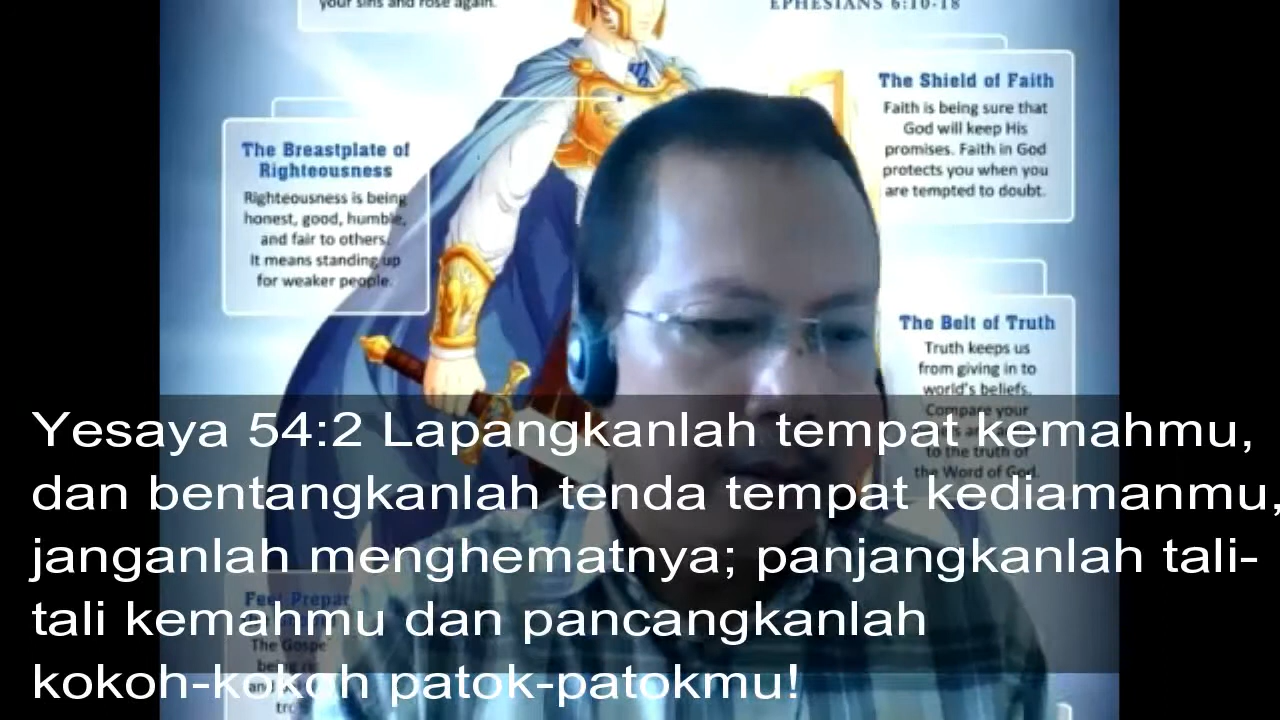 your sins and rose again.
EPHESIANS 6:10-18
The Breastplate of
Righteousness
Righteousness is being
honest, good, humble,
and fair to others.
It means standing up
for weaker people.
The Shield of Faith
Faith is being sure that
God will keep His
promises. Faith in God
protects you when you
are tempted to doubt.
The Belt of Truth
Truth keeps us
from giving in to
world's beliefs.
Compare your
to the truth of
the Word of God.
Yesaya 54:2 Lapangkanlah tempat kemahmu,
dan bentangkanlah tenda tempat kediamanmu,
janganlah menghematnya; panjangkanlah tali-
tali kemahmu dan pancangkanlah
kokoh-kokoh patok-patokmu!